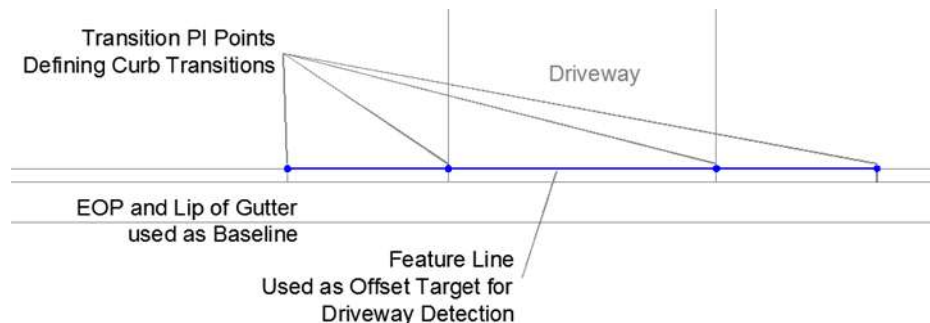 Transition PI Points
Defining Curb Transitions
Driveway
EOP and Lip of Gutter
used as Baseline
Feature Line
Used as Offset Target for
Driveway Detection